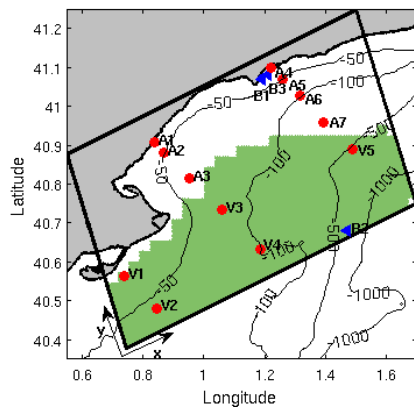 41.2
41.1
41
40.9
40.8
40.7
40.6
40.5
40.4
Latitude
0.6
0.8
1
1.2
1.4
1.6
Longitude
A1
A2
A3
A4
A5
A6
A7
B1
B3
B2
V1
V2
V3
V4
V5
y
x
-50
-50
-50
-50
-100
-100
-100
-100
-500
-500
-1000
-1000
-1000